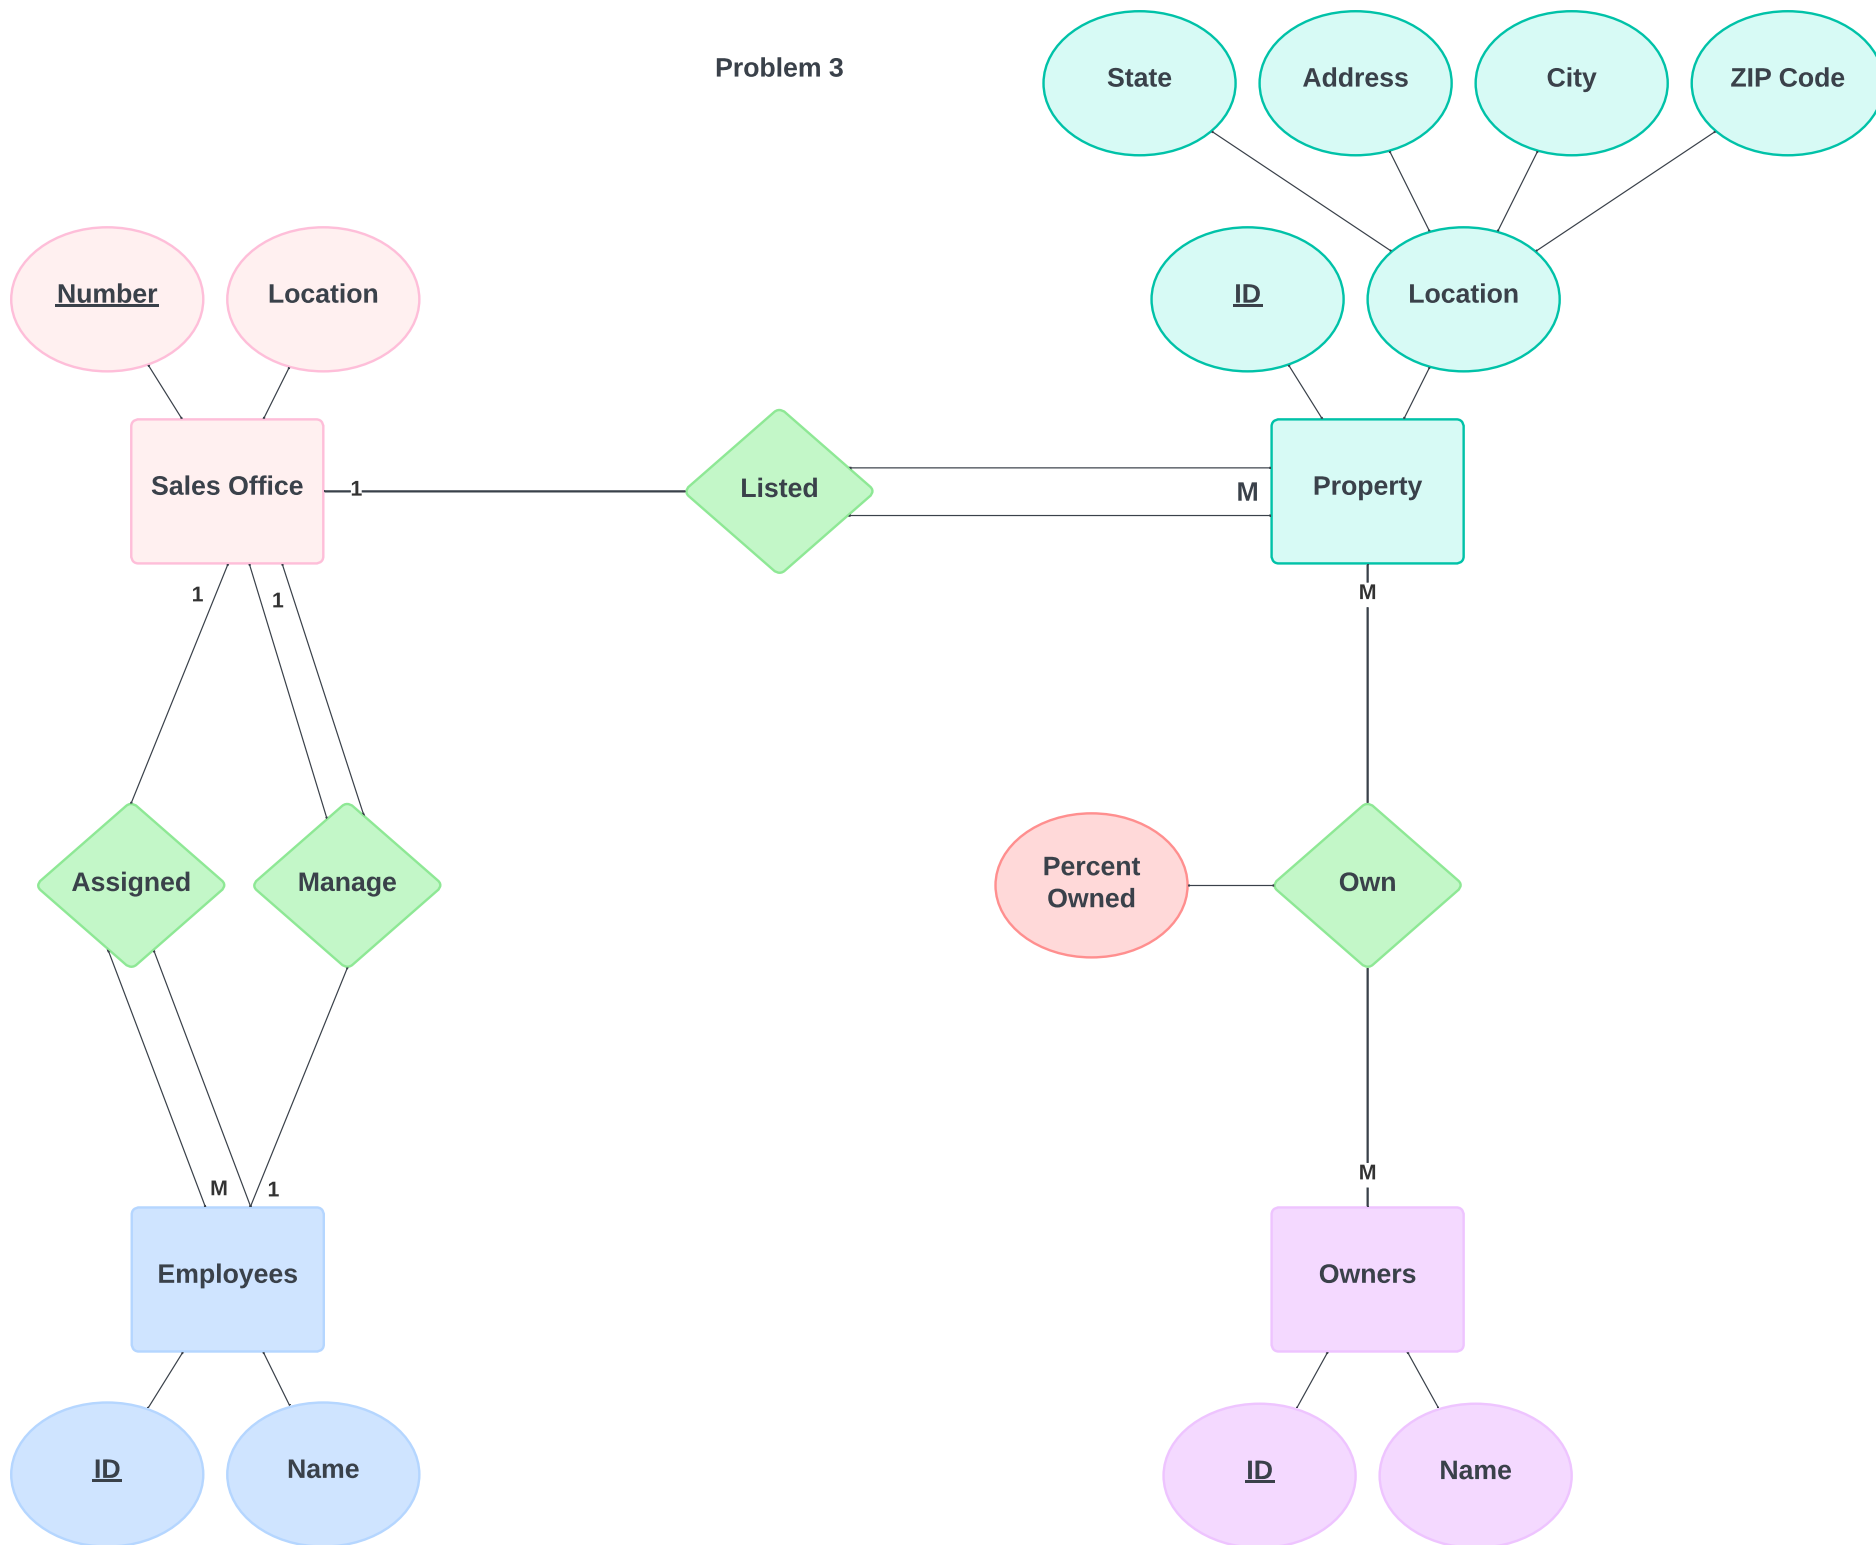 Problem 3
State
Address
City
ZIP Code
Number
Location
ID
Location
Sales Office
1
Listed
M
Property
1
1
M
Assigned
Manage
Percent
Owned
Own
M
1
M
Employees
Owners
ID
Name
ID
Name